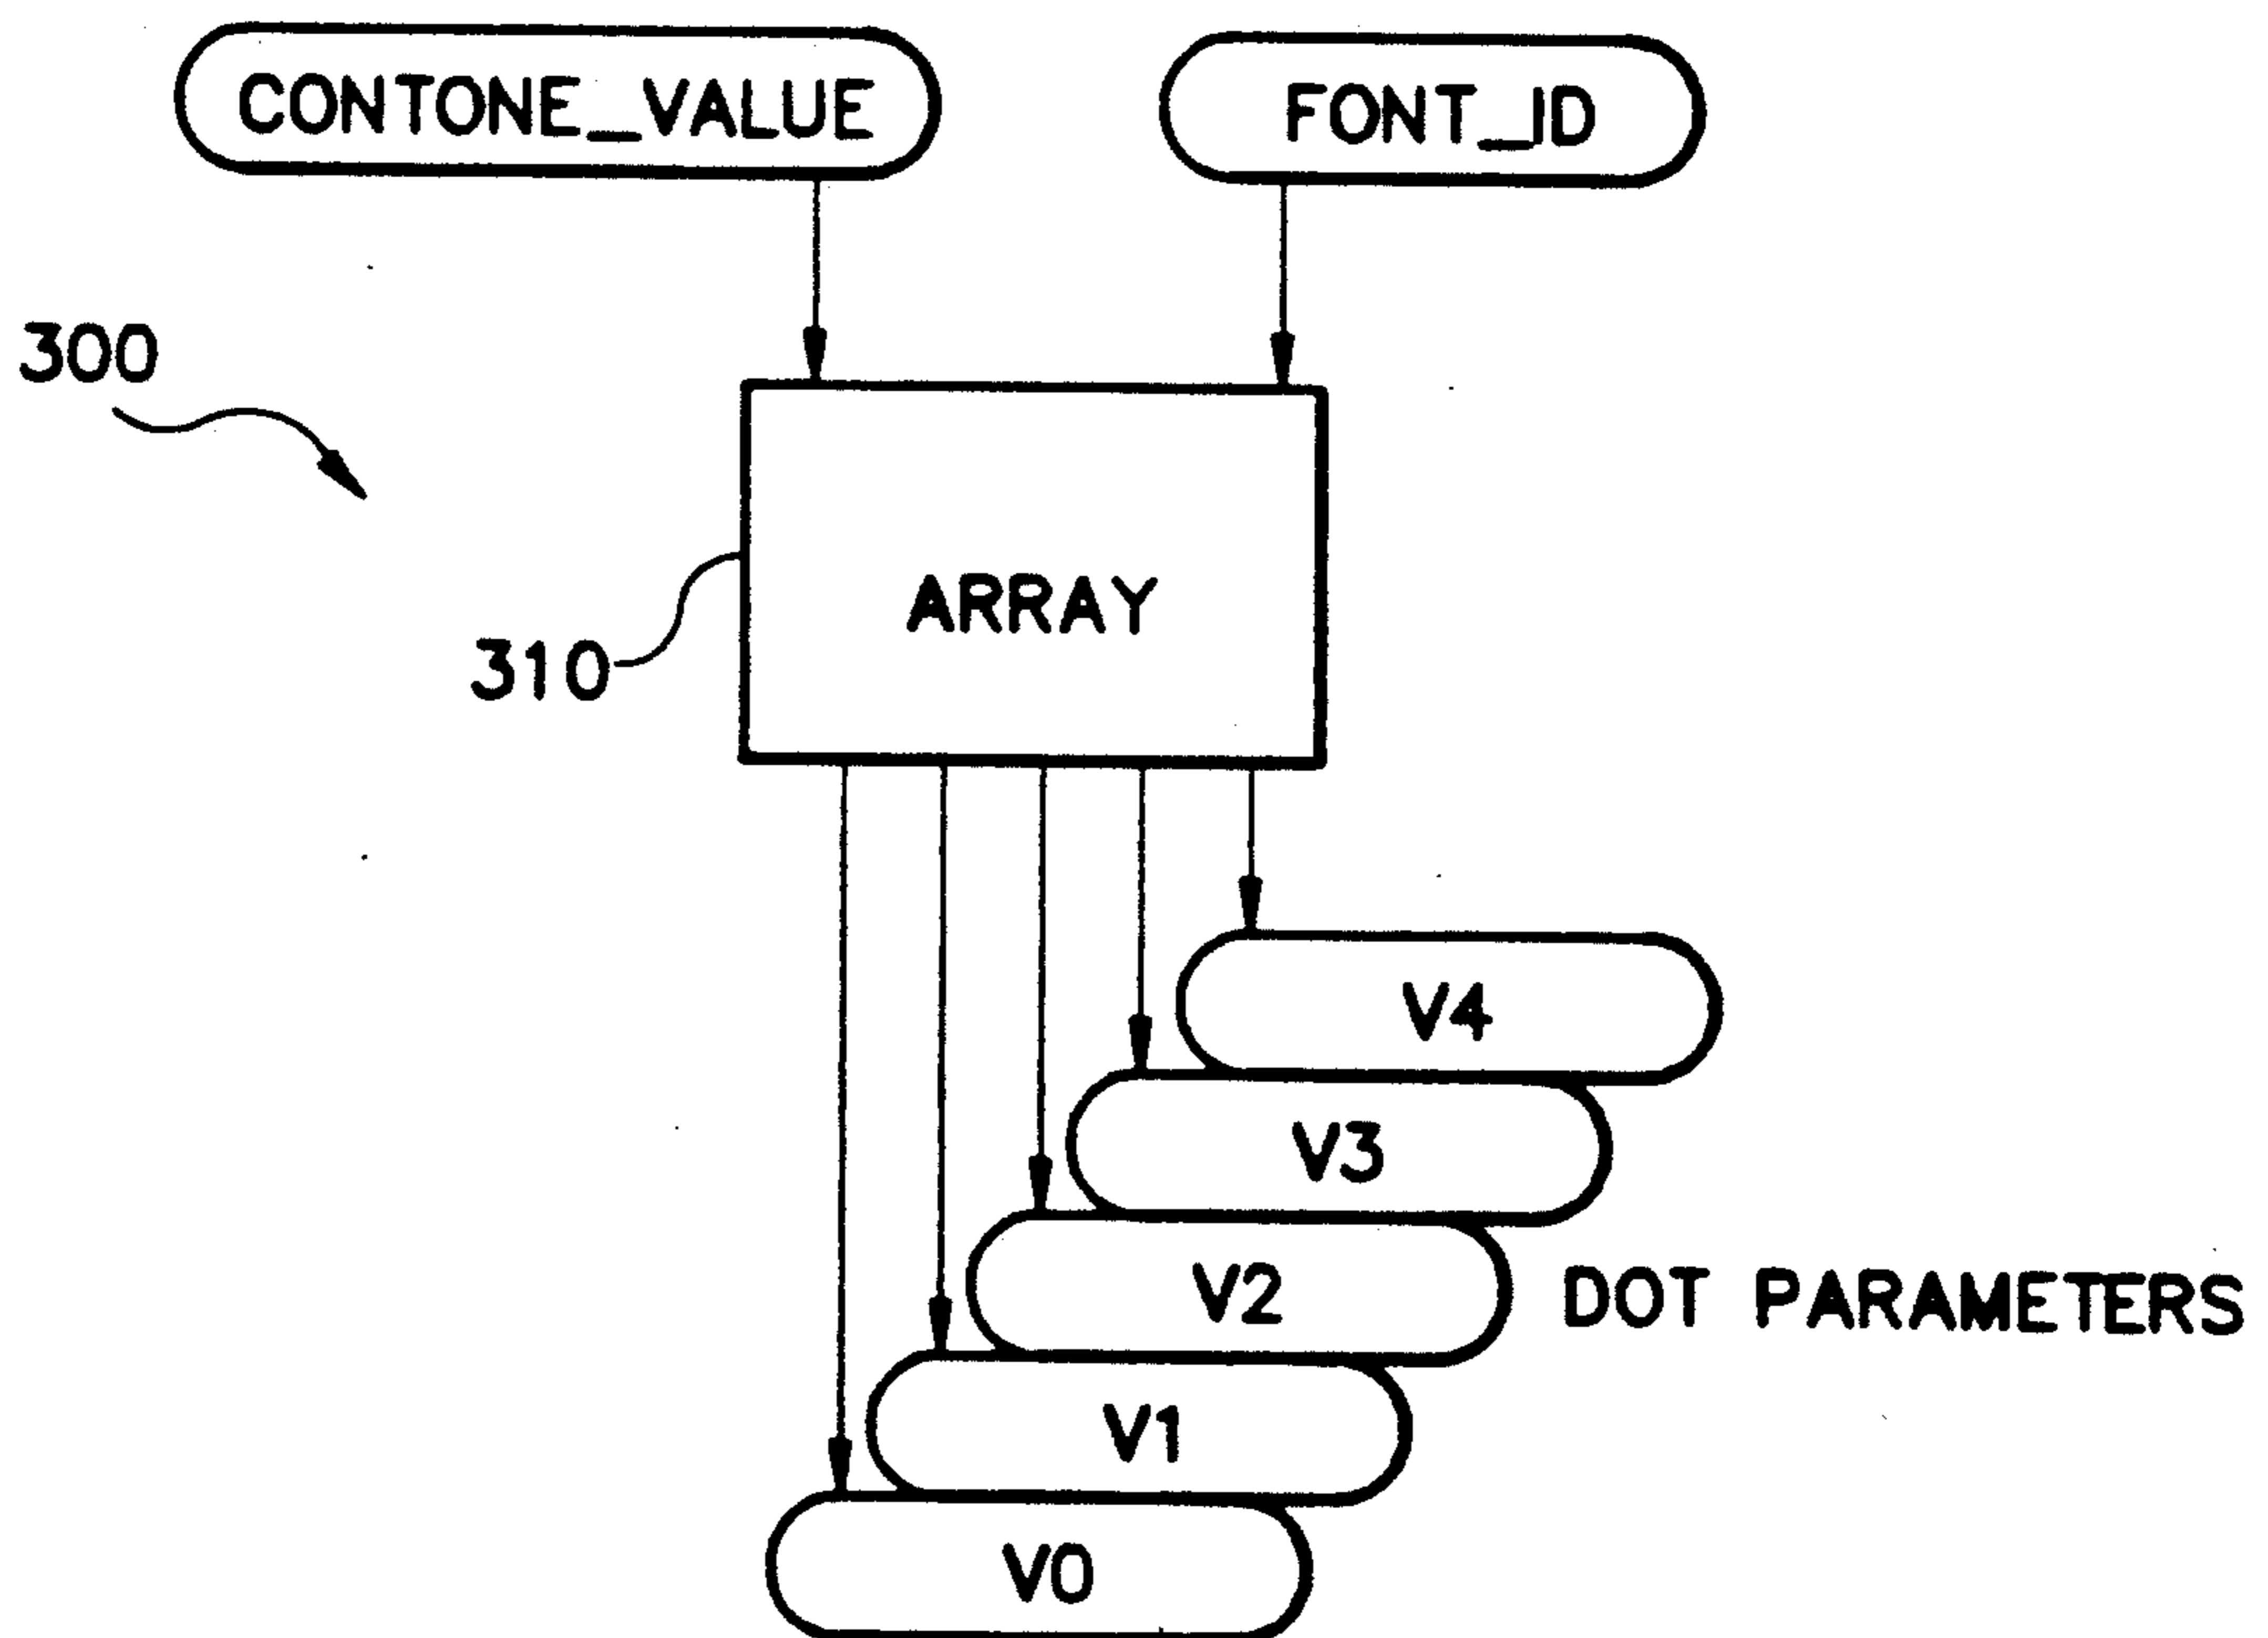 CONTONE_VALUE
FONT_ID
300
ARRAY
310
V4
V3
V2
DOT PARAMETERS
V1
V0